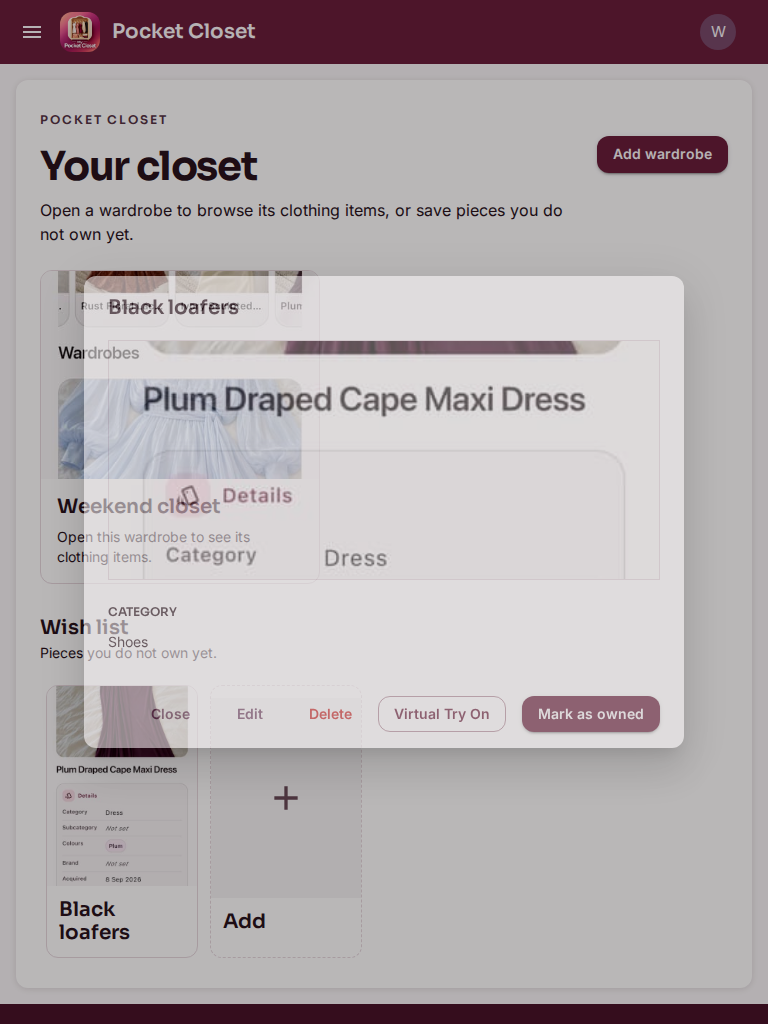 Pocket Closet
Pocket Closet
W
POCKET CLOSET
Your closet
Add wardrobe
Open a wardrobe to browse its clothing items, or save pieces you do
not own yet.
Rust
Plum
Black loafers
Wardrobes
Plum Draped Cape Maxi Dress
Details
Category Dress
Weekend closet
Open this wardrobe to see its
clothing items.
CATEGORY
Shoes
Wish list
Pieces you do not own yet.
Close
Edit
Delete
Virtual Try On
Mark as owned
Plum Draped Cape Maxi Dress
Details
Category Dress
Subcategory Not set
Colours Plum
Brand Not set
Acquired 8 Sep 2026
+
Black
loafers
Add